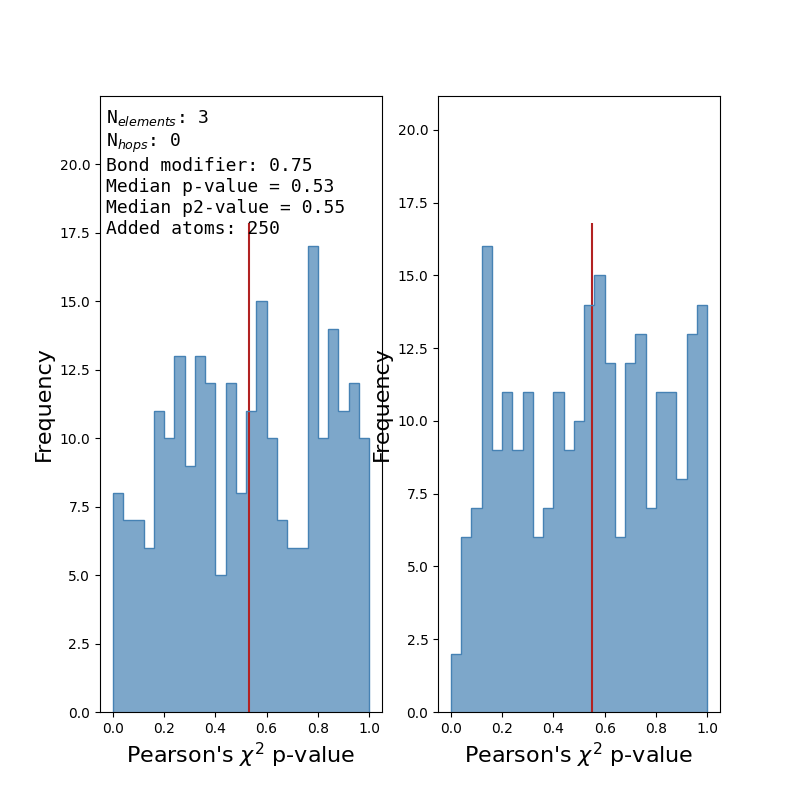 N_elements: 3
N_hops: 0
Bond modifier: 0.75
Median p-value = 0.53
Median p2-value = 0.55
Added atoms: 250
Frequency
20.0
17.5
15.0
12.5
10.0
7.5
5.0
2.5
0.0
0.0 0.2 0.4 0.6 0.8 1.0
Pearson's χ² p-value
Frequency
20.0
17.5
15.0
12.5
10.0
7.5
5.0
2.5
0.0
0.0 0.2 0.4 0.6 0.8 1.0
Pearson's χ² p-value